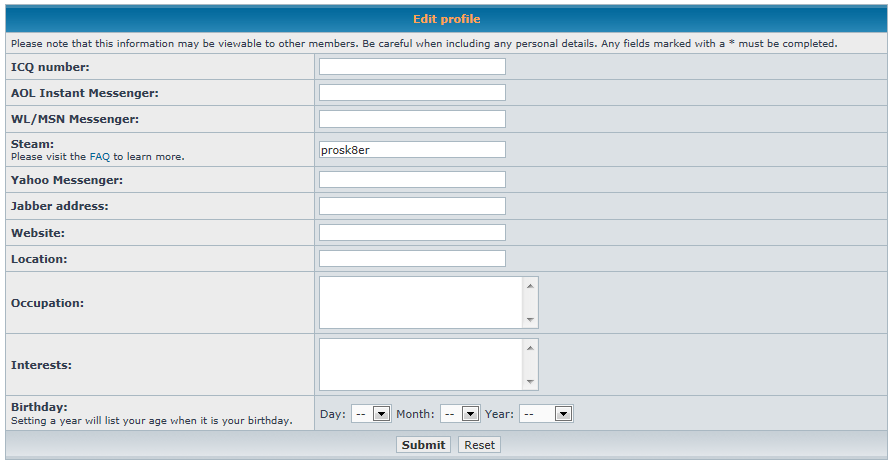 Edit profile
Please note that this information may be viewable to other members. Be careful when including any personal details. Any fields marked with a * must be completed.
ICQ number:
AOL Instant Messenger:
WL/MSN Messenger:
Steam:
Please visit the FAQ to learn more.
prosk8er
Yahoo Messenger:
Jabber address:
Website:
Location:
Occupation:
Interests:
Birthday:
Setting a year will list your age when it is your birthday.
Day: -- Month: -- Year: --
Submit Reset